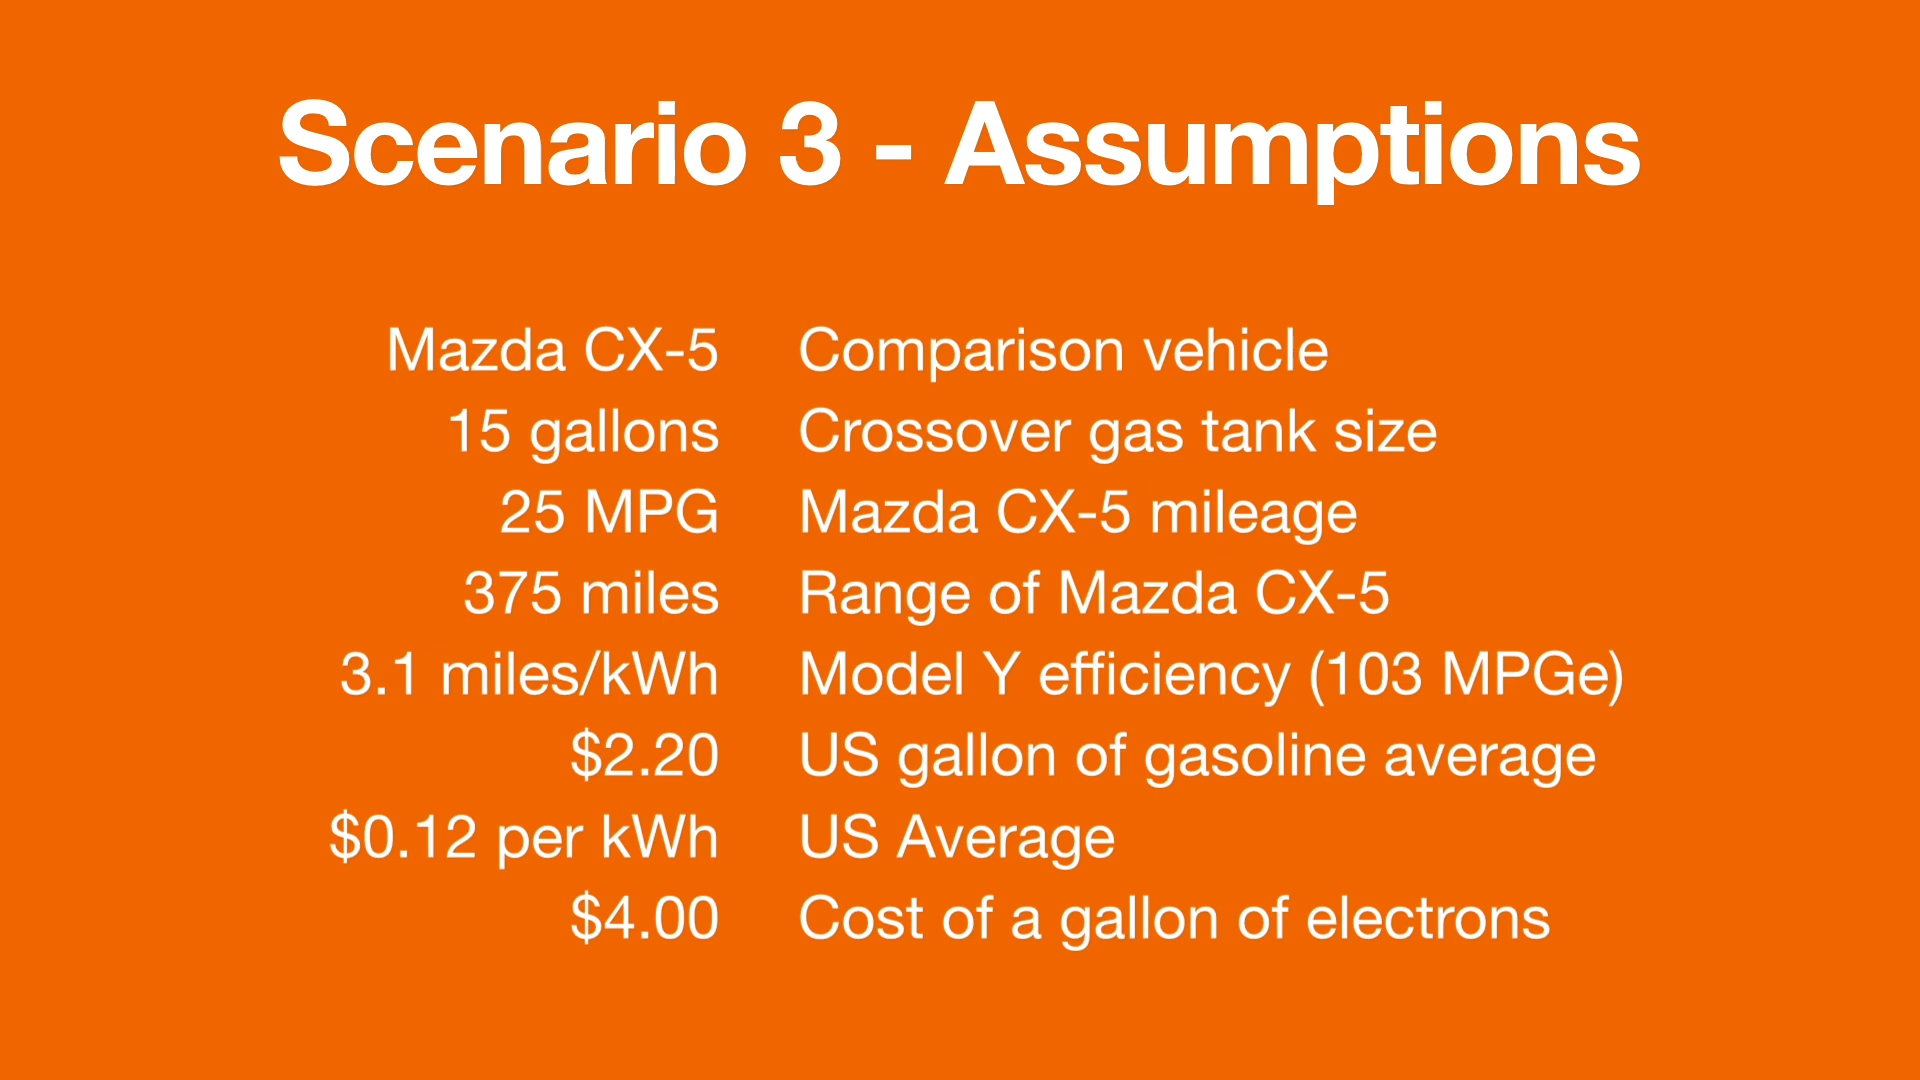 Scenario 3 - Assumptions
Mazda CX-5 Comparison vehicle
15 gallons Crossover gas tank size
25 MPG Mazda CX-5 mileage
375 miles Range of Mazda CX-5
3.1 miles/kWh Model Y efficiency (103 MPGe)
$2.20 US gallon of gasoline average
$0.12 per kWh US Average
$4.00 Cost of a gallon of electrons